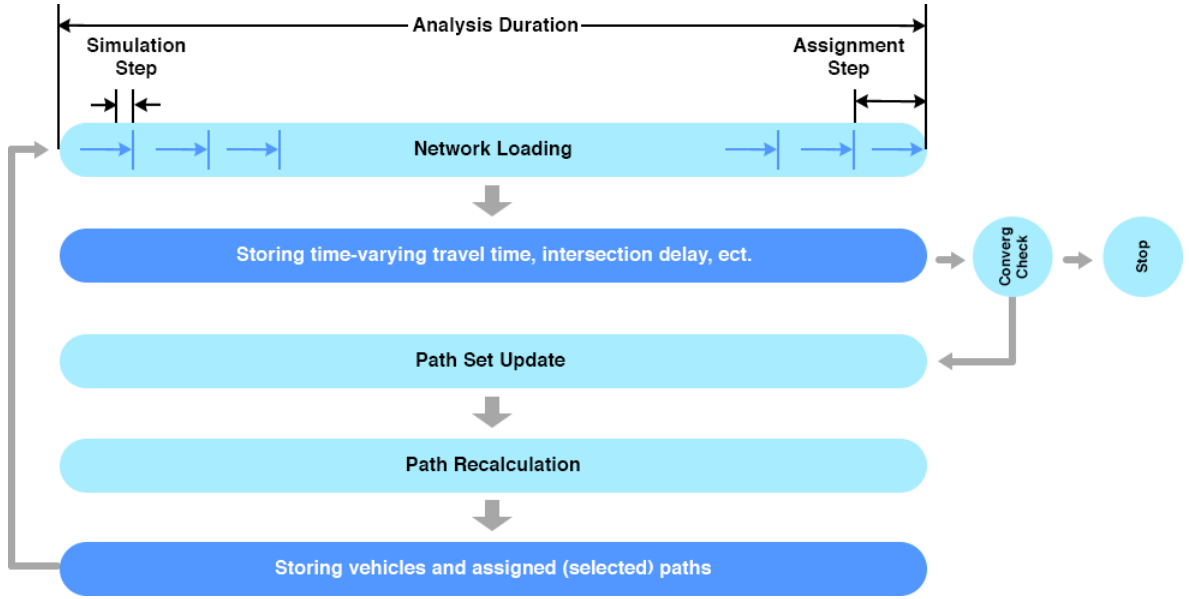 Analysis Duration
Simulation
Step
Assignment
Step
Network Loading
Storing time-varying travel time, intersection delay, ect.
Converg
Check
Stop
Path Set Update
Path Recalculation
Storing vehicles and assigned (selected) paths